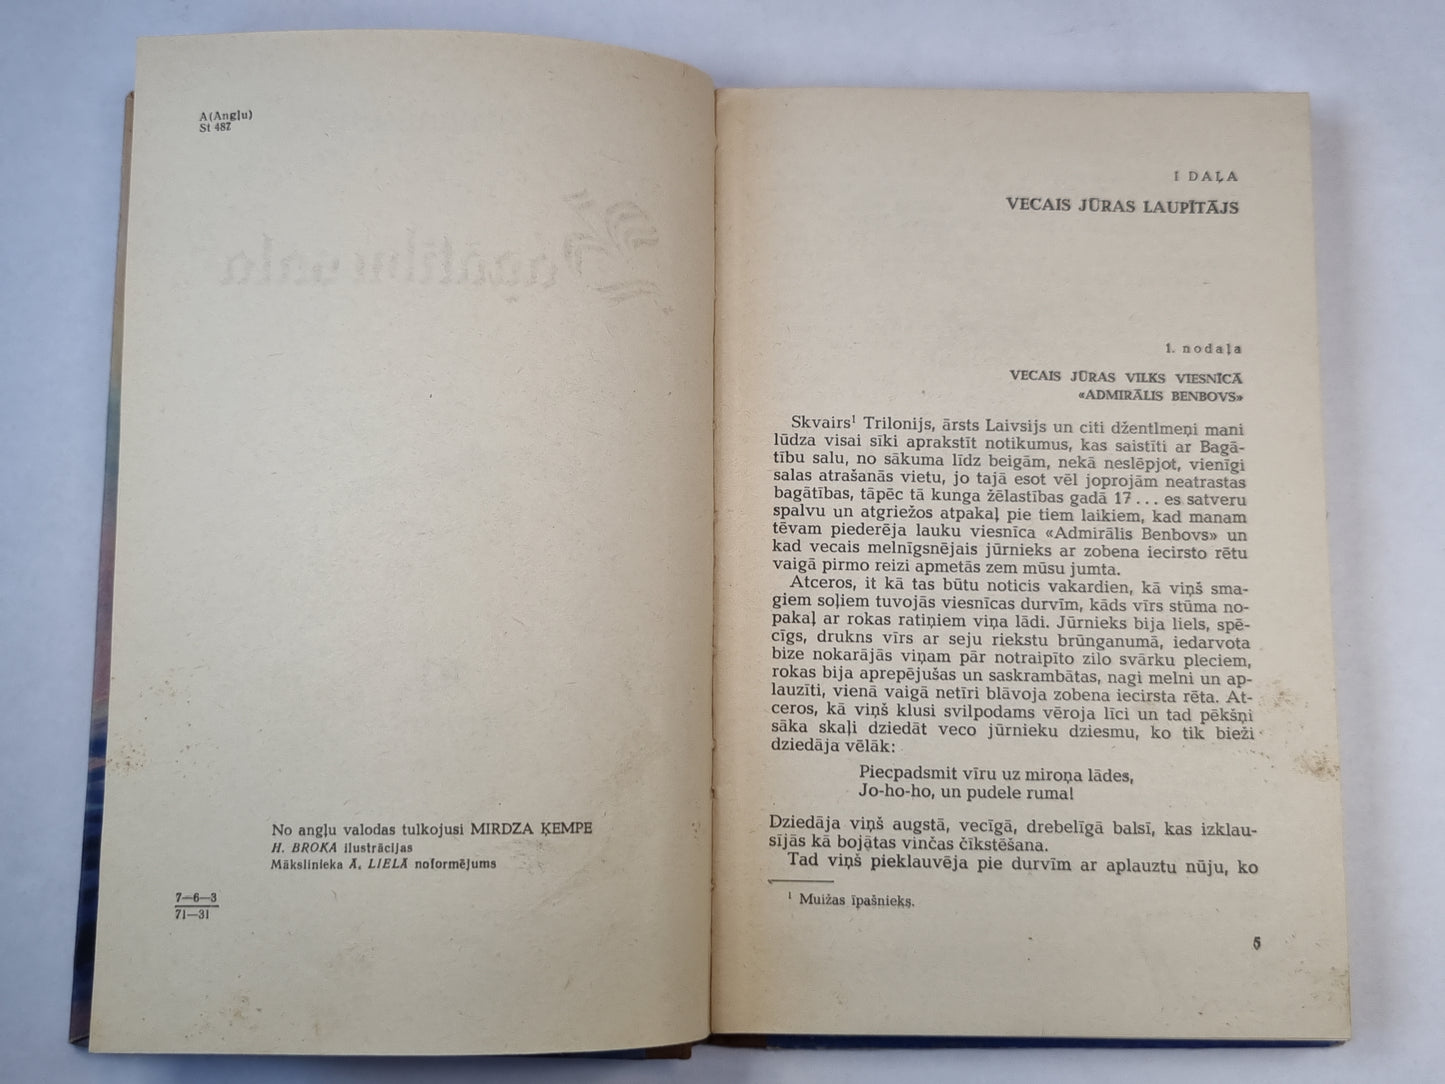 A (Angļu)
St 487
No angļu valodas tulkojusi MIRDZA ĶEMPE
H. BROKA ilustrācijas
Mākslinieka Ā. LIELĀ noformējums
7—6—3
71—31
I DAĻA
VECAIS JŪRAS LAUPĪTĀJS
1. nodaļa
VECAIS JŪRAS VILKS VIESNĪCĀ
«ADMIRĀLIS BENBOVS»
Skvairs¹ Trilonijs, ārsts Laivsijs un citi džentlmeņi mani
lūdza visai sīki aprakstīt notikumus, kas saistīti ar Bagā-
tību salu, no sākuma līdz beigām, nekā neslēpjot, vienīgi
salas atrašanās vietu, jo tajā esot vēl joprojām neatrastas
bagātības, tāpēc tā kunga žēlastības gadā 17... es satveru
spalvu un atgriežos atpakaļ pie tiem laikiem, kad manam
tēvam piederēja lauku viesnīca «Admirālis Benbovs» un
kad vecais melnīgsnējais jūrnieks ar zobena iecirsto rētu
vaigā pirmo reizi apmetās zem mūsu jumta.
Atceros, it kā tas būtu noticis vakardien, kā viņš sma-
giem soļiem tuvojās viesnīcas durvīm, kāds vīrs stūma no-
pakaļ ar rokas ratiņiem viņa lādi. Jūrnieks bija liels, spē-
cīgs, drukns vīrs ar seju riekstu brūnganumā, iedarvota
bize nokarājās viņam pār notraipīto zilo svārku pleciem,
rokas bija aprepējušas un saskrambātas, nagi melni un ap-
lauzīti, vienā vaigā netīri blāvoja zobena iecirsta rēta. At-
ceros, kā viņš klusi svilpodams vēroja līci un tad pēkšņi
sāka skaļi dziedāt veco jūrnieku dziesmu, ko tik bieži
dziedāja vēlāk:
Piecpadsmit vīru uz miroņa lādes,
Jo-ho-ho, un pudele ruma!
Dziedāja viņš augstā, vecīgā, drebelīgā balsī, kas izklau-
sījās kā bojātas vinčas čīkstēšana.
Tad viņš pieklauvēja pie durvīm ar aplauztu nūju, ko
¹ Muižas īpašnieks.
5